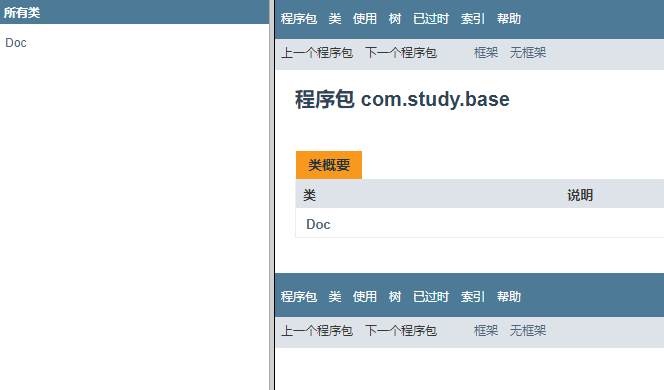 所有类
Doc
程序包 类 使用 树 已过时 索引 帮助
上一个程序包 下一个程序包 框架 无框架
程序包 com.study.base
类概要
类 说明
Doc
程序包 类 使用 树 已过时 索引 帮助
上一个程序包 下一个程序包 框架 无框架